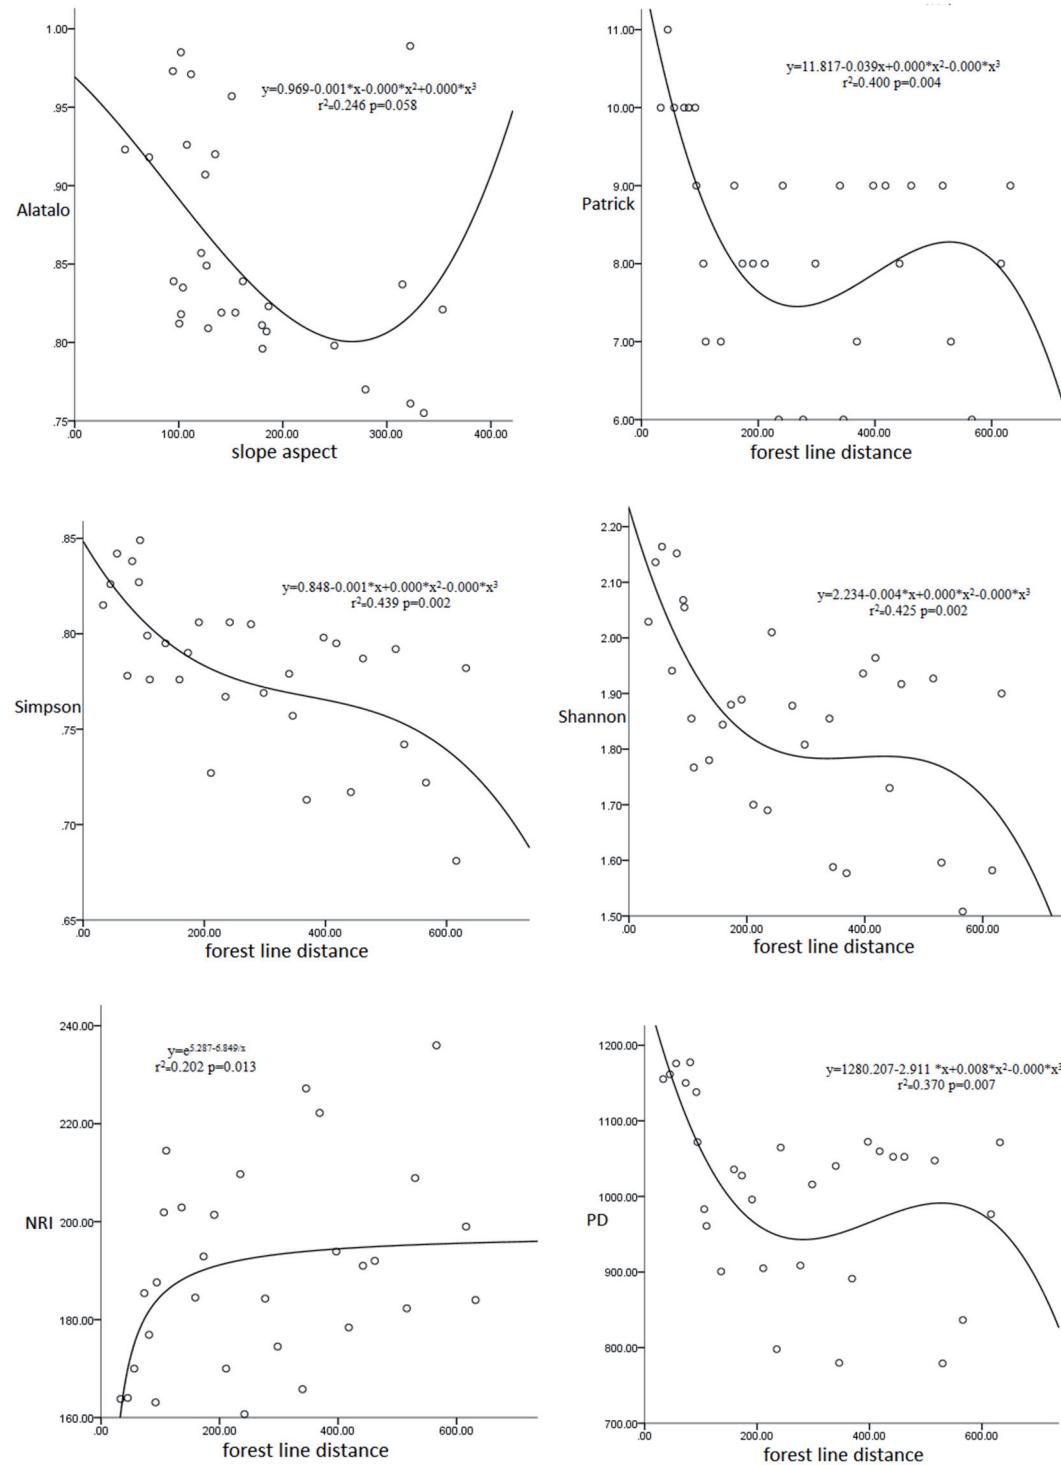 1.00
.95
.90
.85
.80
.75
Alatalo
y=0.969-0.001*x-0.000*x²+0.000*x³
r²=0.246 p=0.058
.00 100.00 200.00 300.00 400.00
slope aspect
11.00
10.00
9.00
8.00
7.00
6.00
Patrick
y=11.817-0.039x+0.000*x²-0.000*x³
r²=0.400 p=0.004
.00 200.00 400.00 600.00
forest line distance
.85
.80
.75
.70
.65
Simpson
y=0.848-0.001*x+0.000*x²-0.000*x³
r²=0.439 p=0.002
.00 200.00 400.00 600.00
forest line distance
2.20
2.10
2.00
1.90
1.80
1.70
1.60
1.50
Shannon
y=2.234-0.004*x+0.000*x²-0.000*x³
r²=0.425 p=0.002
.00 200.00 400.00 600.00
forest line distance
240.00
220.00
200.00
180.00
160.00
NRI
y=e^5.287-6.849/x
r²=0.202 p=0.013
.00 200.00 400.00 600.00
forest line distance
1200.00
1100.00
1000.00
900.00
800.00
700.00
PD
y=1280.207-2.911 *x+0.008*x²-0.000*x³
r²=0.370 p=0.007
.00 200.00 400.00 600.00
forest line distance